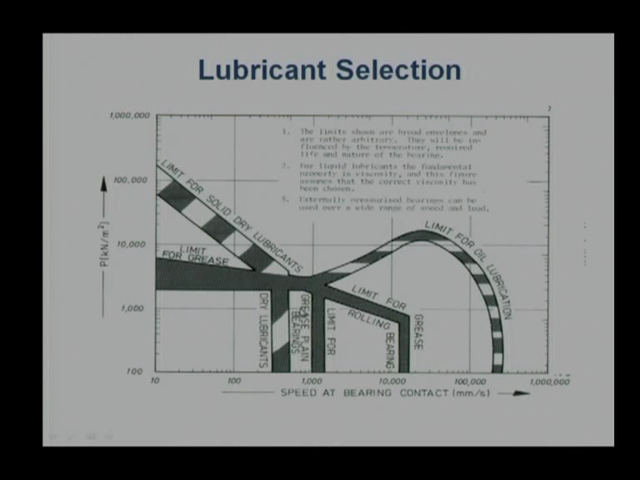 Lubricant Selection
1,000,000
1. The limits shown are broad envelopes and
are rather arbitrary. They will be in-
fluenced by the temperature, required
life and nature of the bearing.
2. For liquid lubricants the fundamental
property is viscosity, and this figure
assumes that the correct viscosity has
been chosen.
3. Externally pressurised bearings can be
used over a wide range of speed and load.
100,000
LIMIT FOR SOLID DRY LUBRICANTS
LIMIT FOR OIL LUBRICATION
P(kN/m²)
10,000
LIMIT
FOR GREASE
1,000
DRY LUBRICANTS
GREASE PLAIN
BEARINGS
LIMIT FOR
LIMIT FOR
ROLLING BEARING
GREASE
100
10
100
1,000
10,000
100,000
1,000,000
SPEED AT BEARING CONTACT (mm/s)